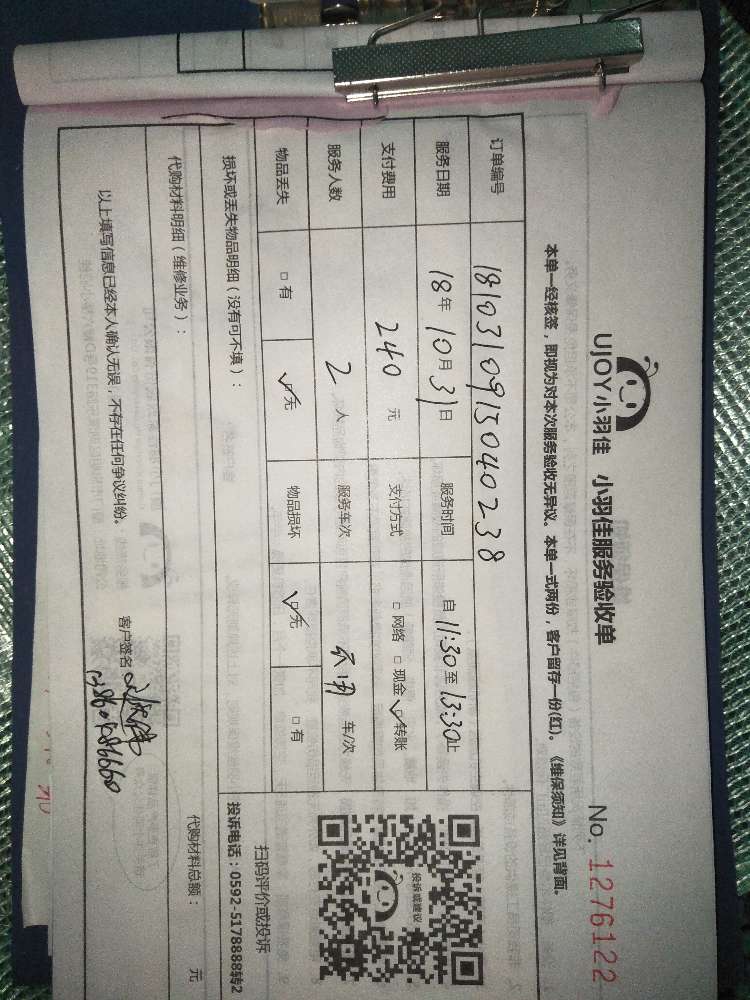 UJOY小羽佳 小羽佳服务验收单
No. 1276122
本单一经核签，即视为对本次服务验收无异议。本单一式两份，客户留存一份(红)。《维保须知》详见背面。
订单编号 1810310915040238
服务日期 18年10月31日 服务时间 自11:30至13:30止
支付费用 240元 支付方式 □网络 □现金 ☑转账
服务人数 2人 服务车次 不用 车/次
物品丢失 □有 ☑无 物品损坏 ☑无 □有
投诉或建议
扫码评价或投诉
投诉电话：0592-5178888转2
损坏或丢失物品明细（没有可不填）：
代购材料明细（维修业务）： 代购材料总额： 元
以上填写信息已经本人确认无误，不存在任何争议纠纷。 客户签名